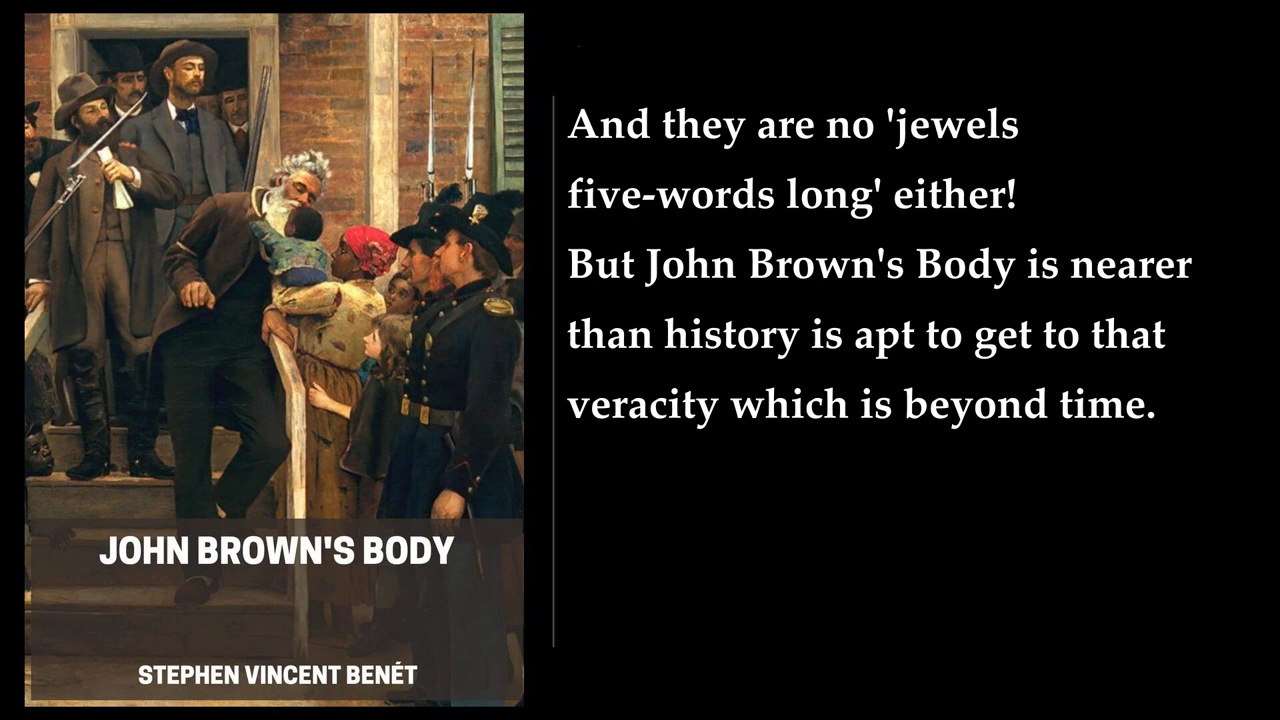 JOHN BROWN'S BODY
STEPHEN VINCENT BENÉT
And they are no 'jewels
five-words long' either!
But John Brown's Body is nearer
than history is apt to get to that
veracity which is beyond time.